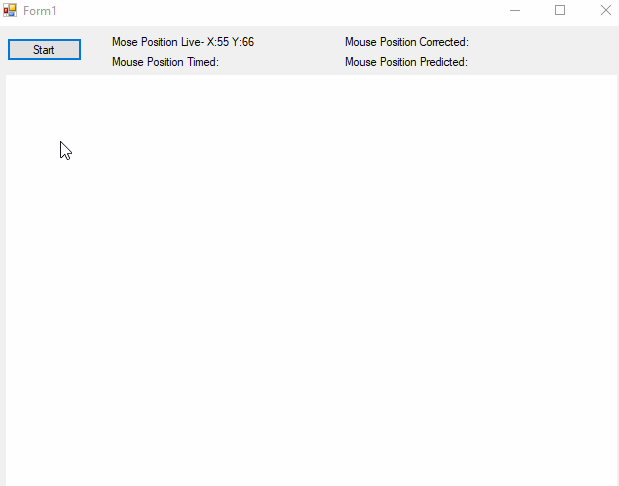 Form1
Start
Mose Position Live- X:55 Y:66
Mouse Position Corrected:
Mouse Position Timed:
Mouse Position Predicted: